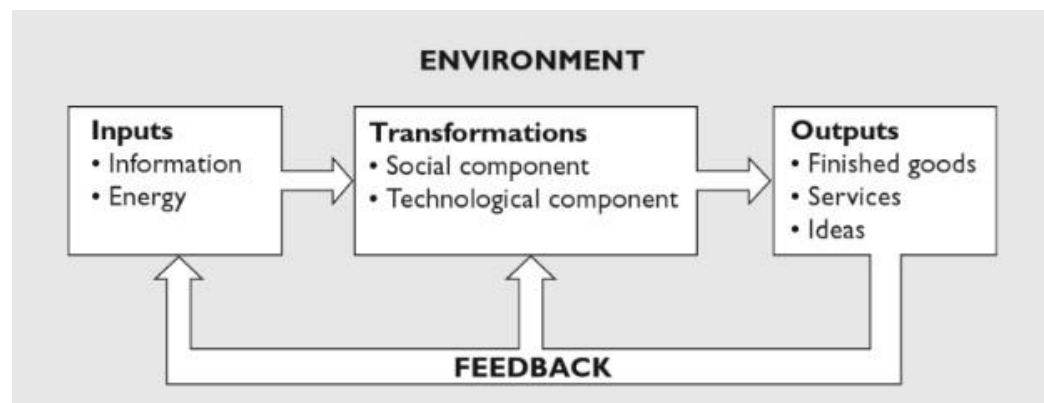 ENVIRONMENT
Inputs
• Information
• Energy
Transformations
• Social component
• Technological component
Outputs
• Finished goods
• Services
• Ideas
FEEDBACK